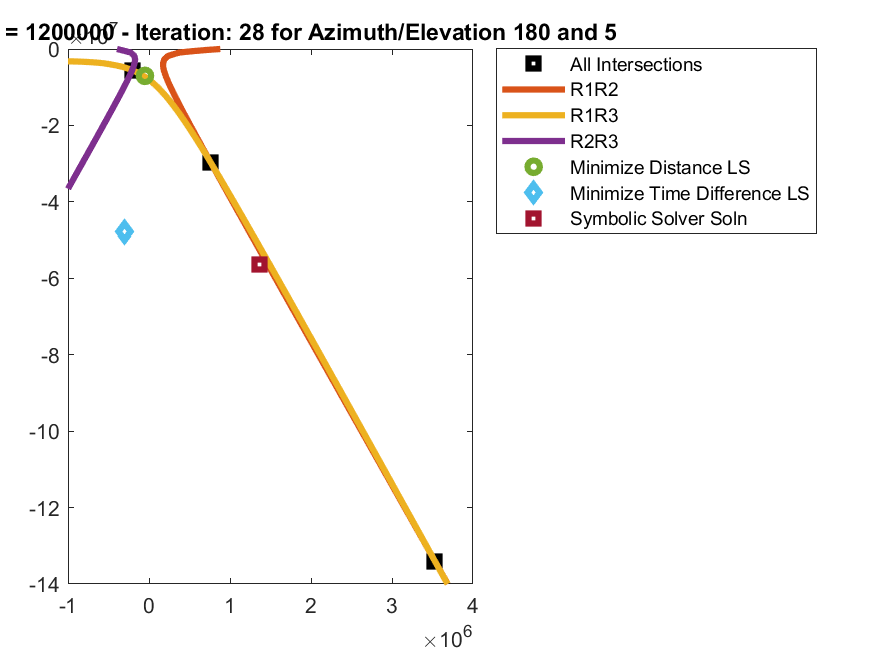 = 1200000 - Iteration: 28 for Azimuth/Elevation 180 and 5
×10^7
0
-2
-4
-6
-8
-10
-12
-14
-1 0 1 2 3 4
×10^6
All Intersections
R1R2
R1R3
R2R3
Minimize Distance LS
Minimize Time Difference LS
Symbolic Solver Soln